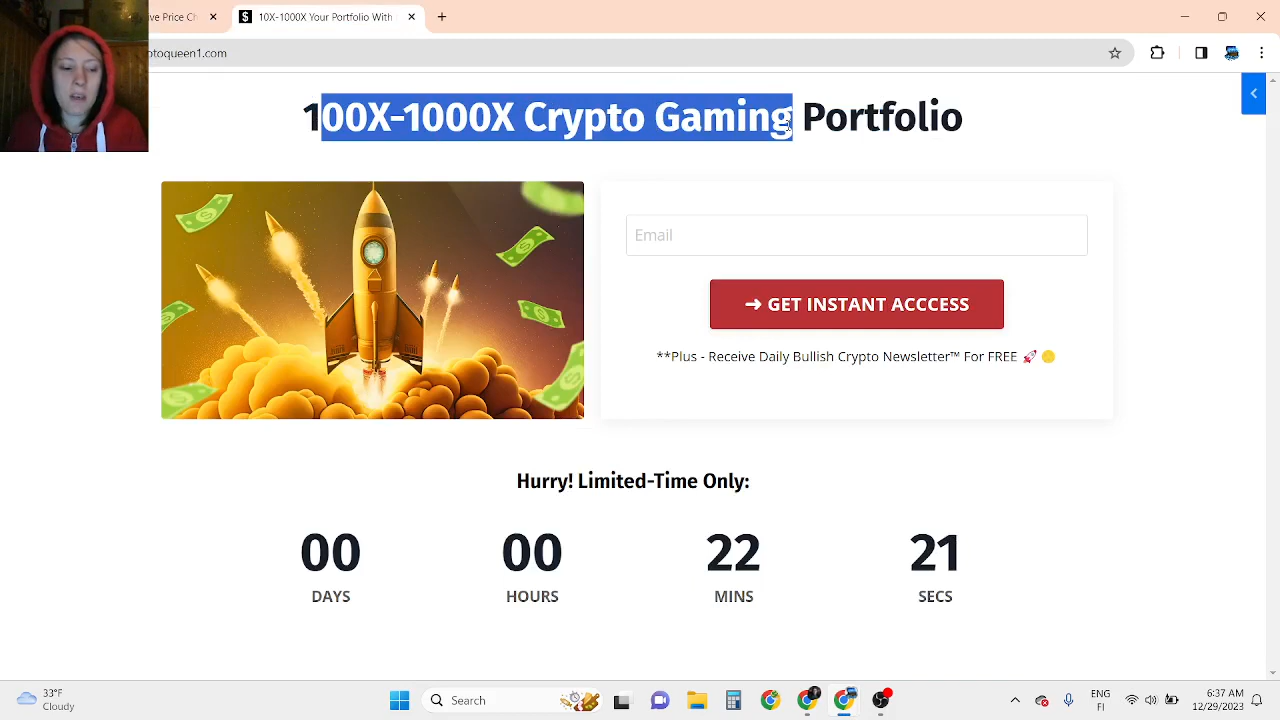 ve Price Ch
10X-1000X Your Portfolio With
toqueen1.com
100X-1000X Crypto Gaming Portfolio
Email
➜ GET INSTANT ACCCESS
**Plus - Receive Daily Bullish Crypto Newsletter™ For FREE 🚀 🪙
Hurry! Limited-Time Only:
00 00 22 21
DAYS HOURS MINS SECS
33°F
Cloudy
Search
ENG
FI
6:37 AM
12/29/2023